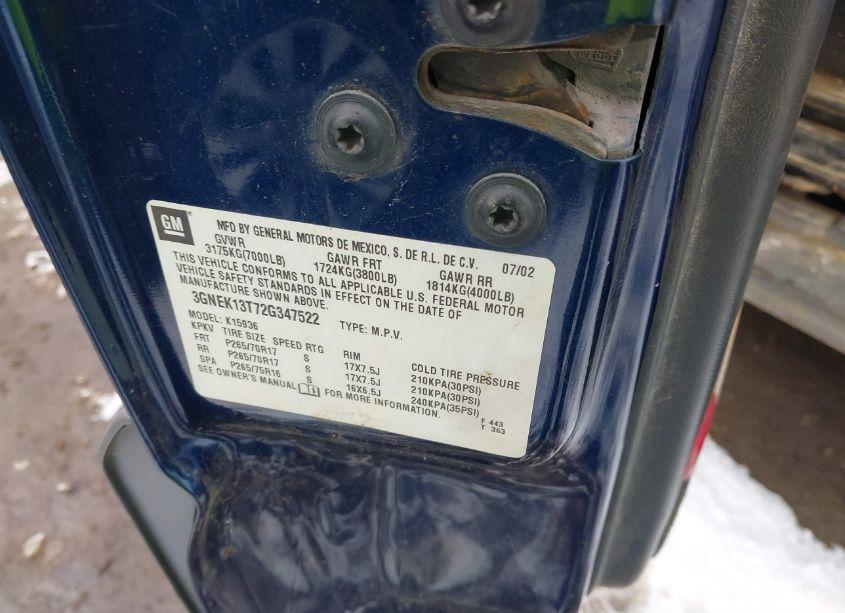 GM
MFD BY GENERAL MOTORS DE MEXICO, S. DE R.L. DE C.V. 07/02
GVWR GAWR FRT GAWR RR
3175KG(7000LB) 1724KG(3800LB) 1814KG(4000LB)
THIS VEHICLE CONFORMS TO ALL APPLICABLE U.S. FEDERAL MOTOR
VEHICLE SAFETY STANDARDS IN EFFECT ON THE DATE OF
MANUFACTURE SHOWN ABOVE.
3GNEK13T72G347522
MODEL: K15936 TYPE: M.P.V.
KPKV TIRE SIZE SPEED RTG RIM COLD TIRE PRESSURE
FRT P265/70R17 S 17X7.5J 210KPA(30PSI)
RR P265/70R17 S 17X7.5J 210KPA(30PSI)
SPA P265/75R16 S 16X6.5J 240KPA(35PSI)
SEE OWNER'S MANUAL FOR MORE INFORMATION.
F 443
T 363